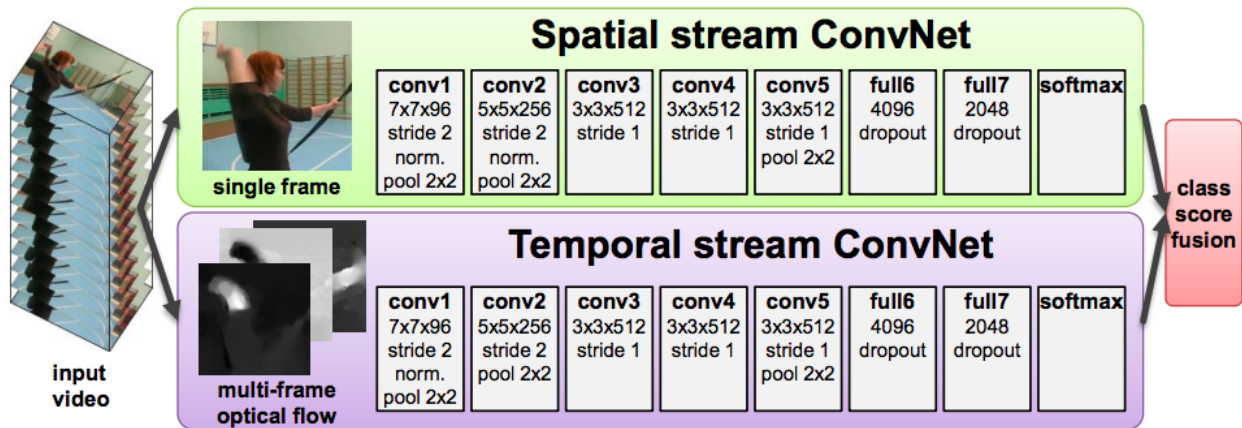 Spatial stream ConvNet
conv1
7x7x96
stride 2
norm.
pool 2x2
conv2
5x5x256
stride 2
norm.
pool 2x2
conv3
3x3x512
stride 1
conv4
3x3x512
stride 1
conv5
3x3x512
stride 1
pool 2x2
full6
4096
dropout
full7
2048
dropout
softmax
single frame
Temporal stream ConvNet
conv1
7x7x96
stride 2
norm.
pool 2x2
conv2
5x5x256
stride 2
pool 2x2
conv3
3x3x512
stride 1
conv4
3x3x512
stride 1
conv5
3x3x512
stride 1
pool 2x2
full6
4096
dropout
full7
2048
dropout
softmax
multi-frame
optical flow
input
video
class
score
fusion